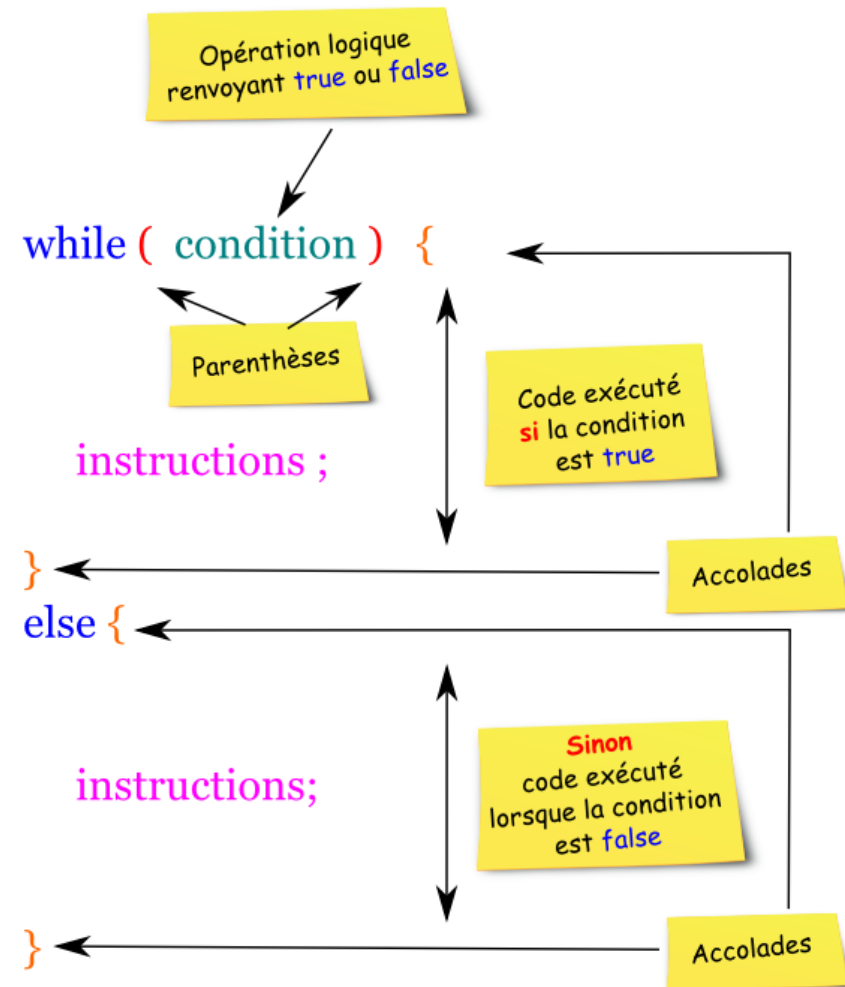 Opération logique
renvoyant true ou false
while ( condition ) {
Parenthèses
Code exécuté
si la condition
est true
instructions ;
}
Accolades
else {
Sinon
code exécuté
lorsque la condition
est false
instructions;
}
Accolades